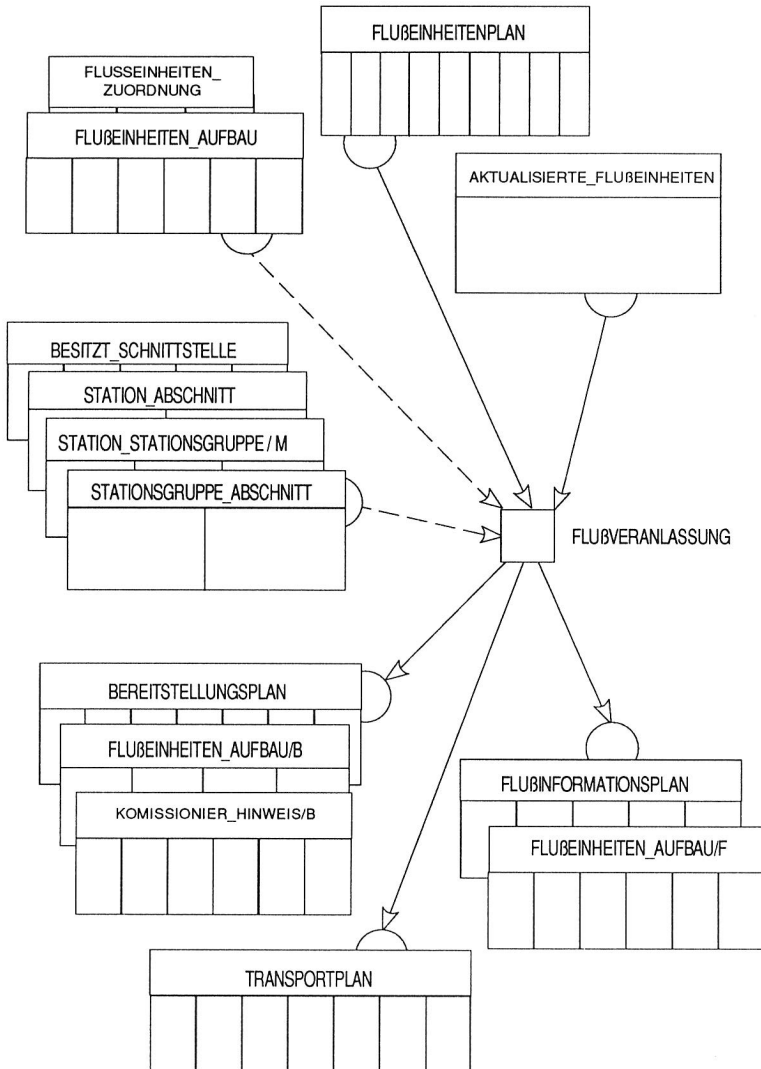 FLUßEINHEITENPLAN
FLUSSEINHEITEN_
ZUORDNUNG
FLUßEINHEITEN_AUFBAU
AKTUALISIERTE_FLUßEINHEITEN
BESITZT_SCHNITTSTELLE
STATION_ABSCHNITT
STATION_STATIONSGRUPPE / M
STATIONSGRUPPE_ABSCHNITT
FLUßVERANLASSUNG
BEREITSTELLUNGSPLAN
FLUßEINHEITEN_AUFBAU/B
KOMISSIONIER_HINWEIS/B
FLUßINFORMATIONSPLAN
FLUßEINHEITEN_AUFBAU/F
TRANSPORTPLAN